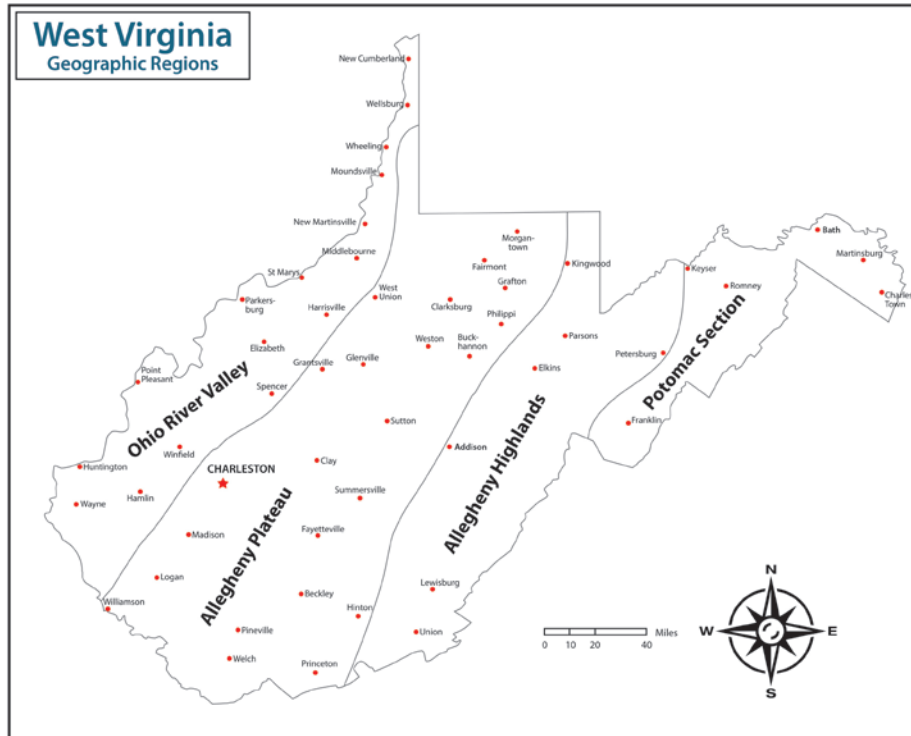 West Virginia
Geographic Regions
New Cumberland
Wellsburg
Wheeling
Moundsville
New Martinsville
Middlebourne
St Marys
Parkers-
burg
Harrisville
West
Union
Elizabeth
Grantsville
Glenville
Point
Pleasant
Spencer
Morgan-
town
Fairmont
Kingwood
Grafton
Clarksburg
Philippi
Weston
Buck-
hannon
Parsons
Elkins
Keyser
Romney
Petersburg
Franklin
Bath
Martinsburg
Charles
Town
Ohio River Valley
Winfield
Huntington
Hamlin
Wayne
CHARLESTON
Clay
Sutton
Addison
Summersville
Fayetteville
Madison
Logan
Williamson
Beckley
Hinton
Pineville
Welch
Princeton
Lewisburg
Union
Allegheny Plateau
Allegheny Highlands
Potomac Section
Miles
0 10 20 40
N
W E
S